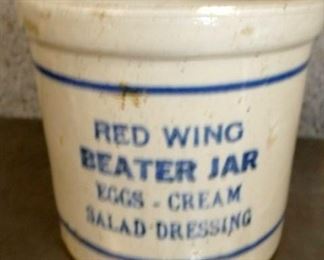 RED WING
BEATER JAR
EGGS - CREAM
SALAD DRESSING